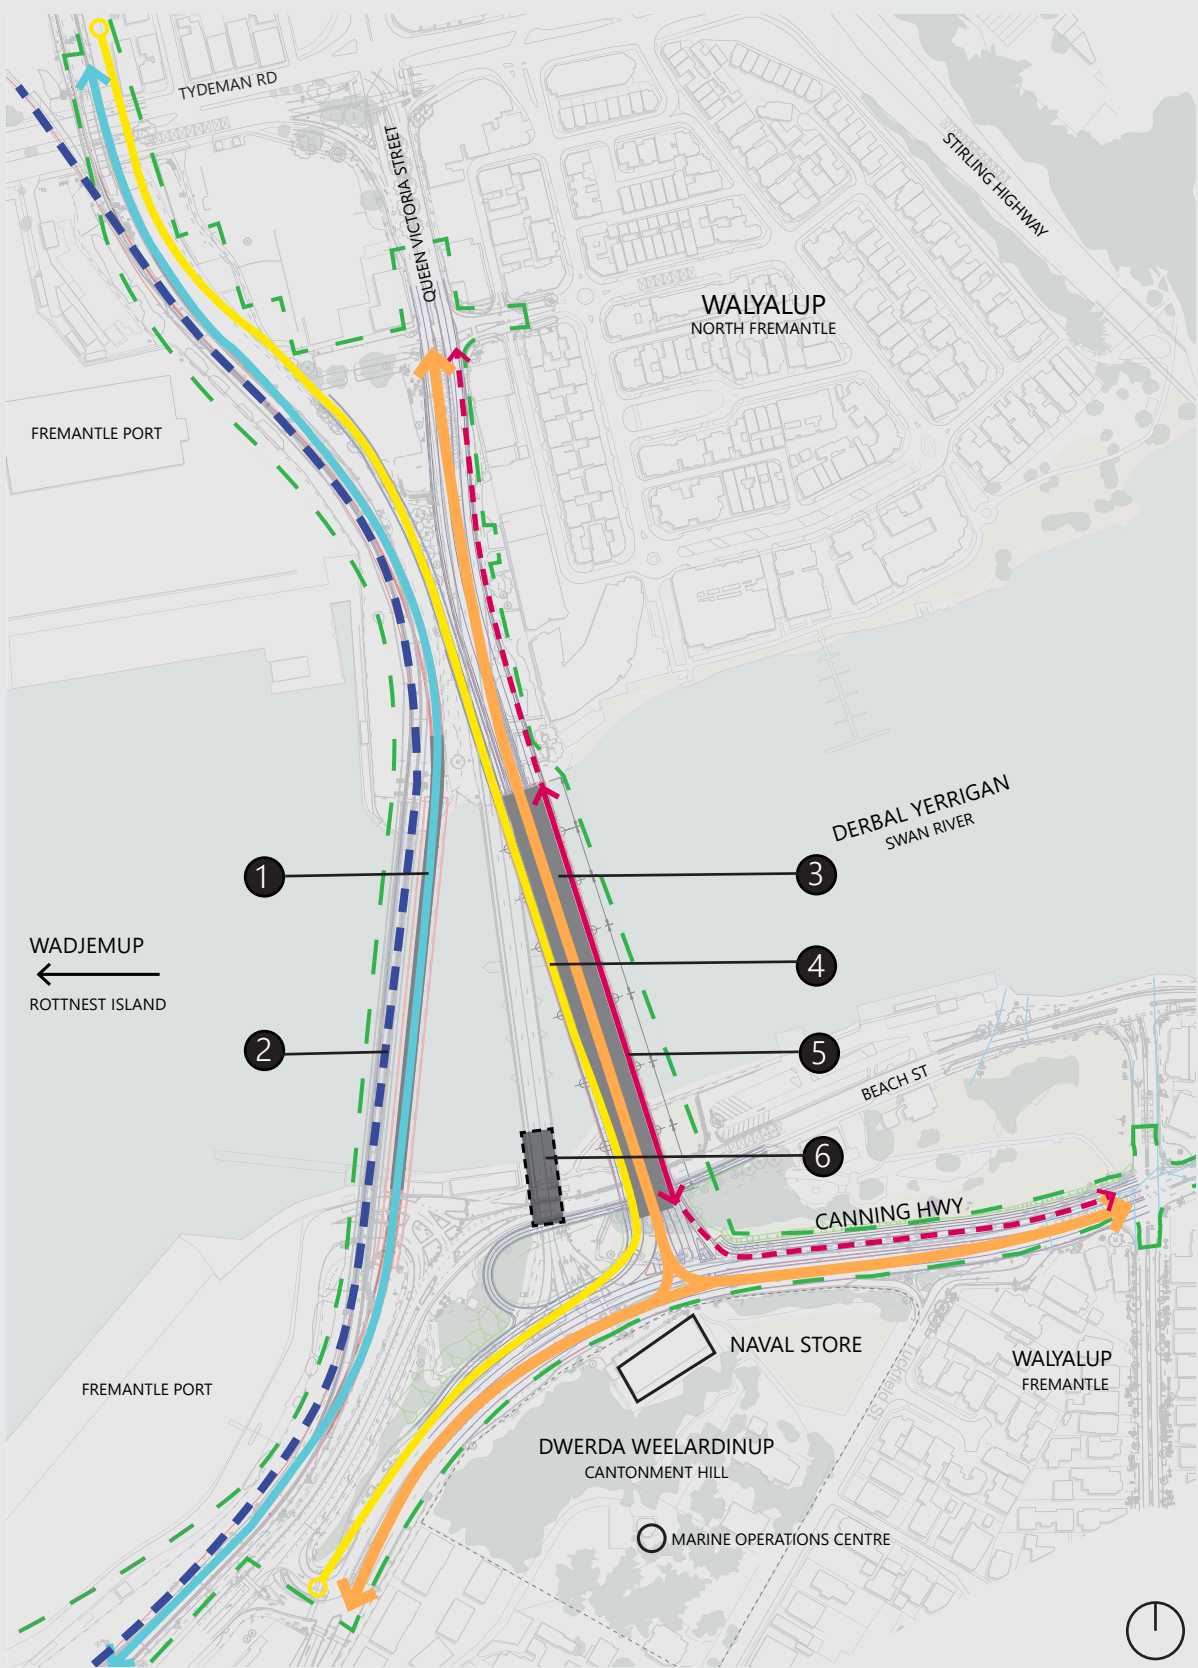 TYDEMAN RD
QUEEN VICTORIA STREET
STIRLING HIGHWAY
WALYALUP
NORTH FREMANTLE
FREMANTLE PORT
DERBAL YERRIGAN
SWAN RIVER
1
3
WADJEMUP
4
ROTTNEST ISLAND
2
5
BEACH ST
6
CANNING HWY
NAVAL STORE
Tuckfield St
WALYALUP
FREMANTLE
FREMANTLE PORT
DWERDA WEELARDINUP
CANTONMENT HILL
MARINE OPERATIONS CENTRE